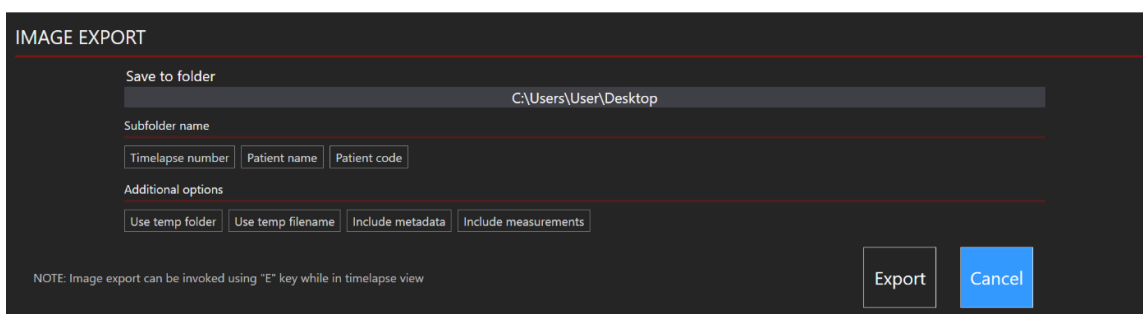 IMAGE EXPORT
Save to folder
C:\Users\User\Desktop
Subfolder name
Timelapse number Patient name Patient code
Additional options
Use temp folder Use temp filename Include metadata Include measurements
NOTE: Image export can be invoked using "E" key while in timelapse view
Export Cancel